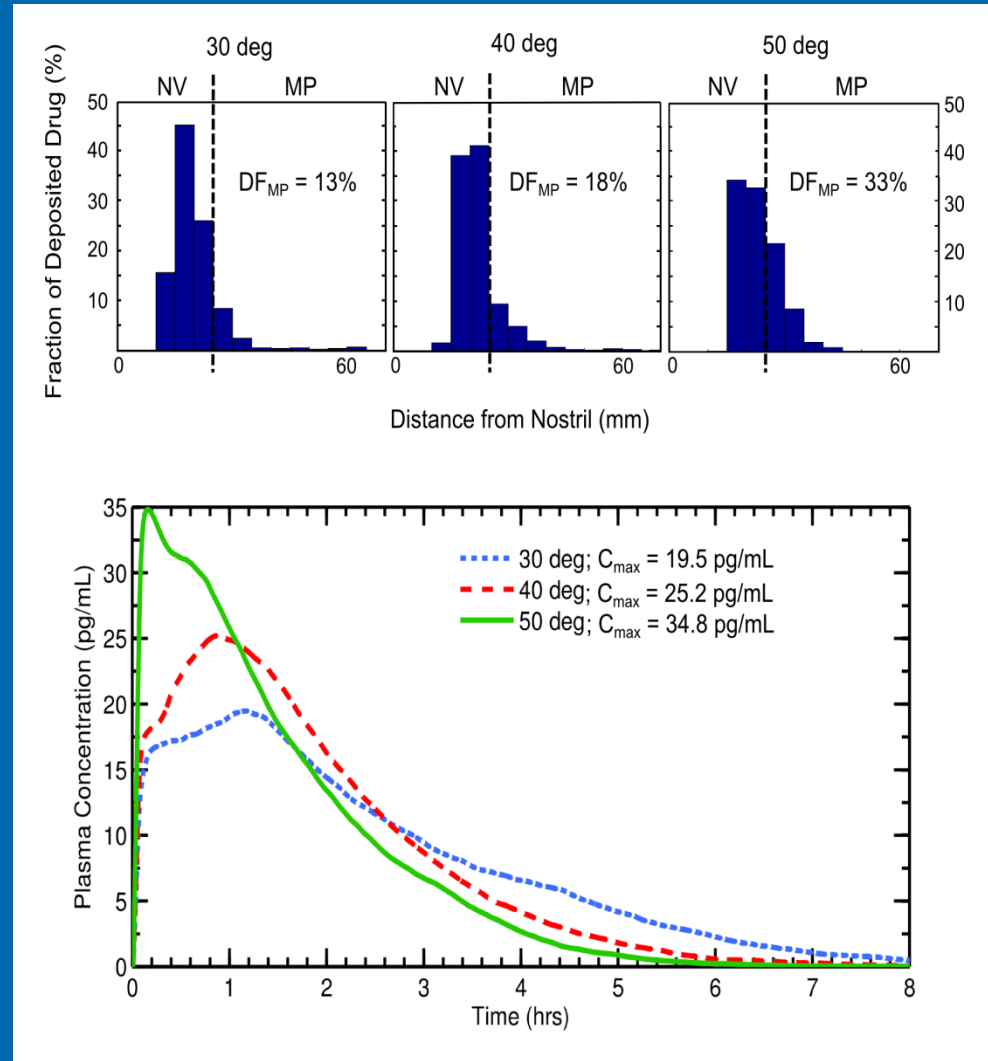 30 deg 40 deg 50 deg
NV MP NV MP NV MP
Fraction of Deposited Drug (%)
50 50
40 40
30 30
20 20
10 10
DF_MP = 13% DF_MP = 18% DF_MP = 33%
0 60 0 60 0 60
Distance from Nostril (mm)
Plasma Concentration (pg/mL)
35
30
25
20
15
10
5
0
30 deg; C_max = 19.5 pg/mL
40 deg; C_max = 25.2 pg/mL
50 deg; C_max = 34.8 pg/mL
0 1 2 3 4 5 6 7 8
Time (hrs)